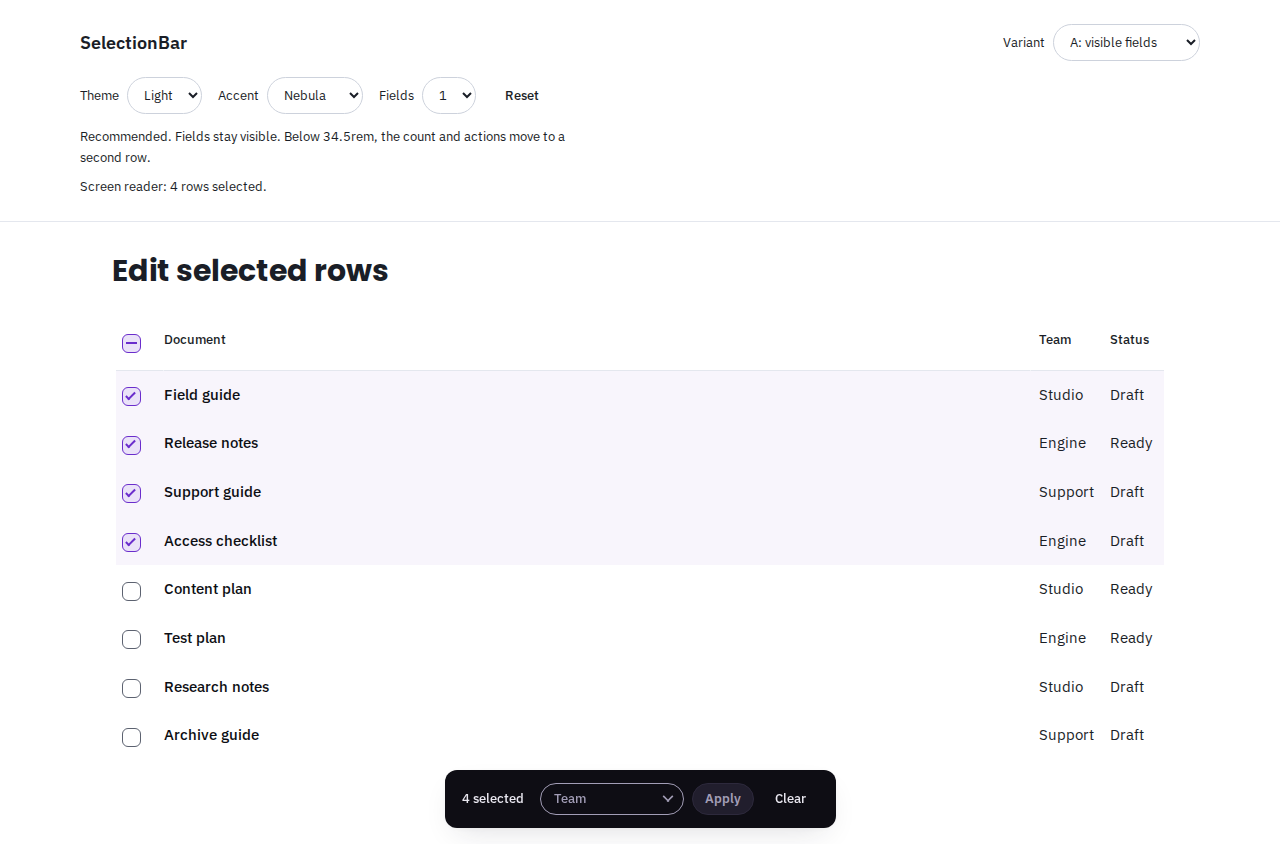 SelectionBar
Variant A: visible fields
Theme Light Accent Nebula Fields 1 Reset
Recommended. Fields stay visible. Below 34.5rem, the count and actions move to a
second row.
Screen reader: 4 rows selected.
Edit selected rows
Document Team Status
Field guide Studio Draft
Release notes Engine Ready
Support guide Support Draft
Access checklist Engine Draft
Content plan Studio Ready
Test plan Engine Ready
Research notes Studio Draft
Archive guide Support Draft
4 selected Team Apply Clear